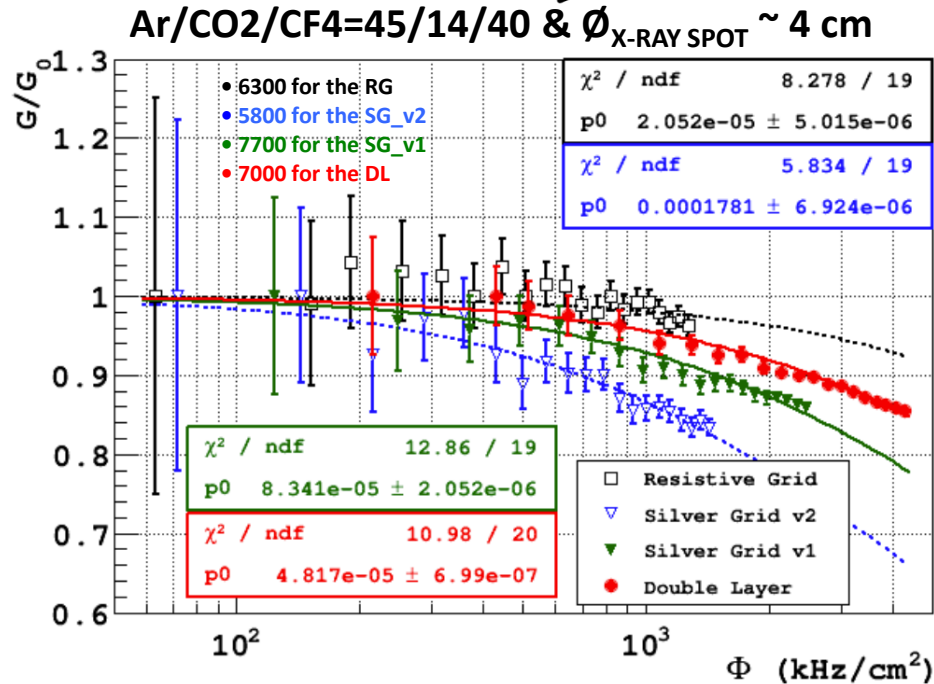 Ar/CO2/CF4=45/14/40 & Ø X-RAY SPOT ~ 4 cm
G/G0
1.3
1.2
1.1
1
0.9
0.8
0.7
0.6
• 6300 for the RG
• 5800 for the SG_v2
• 7700 for the SG_v1
• 7000 for the DL
χ² / ndf 8.278 / 19
p0 2.052e-05 ± 5.015e-06
χ² / ndf 5.834 / 19
p0 0.0001781 ± 6.924e-06
χ² / ndf 12.86 / 19
p0 8.341e-05 ± 2.052e-06
χ² / ndf 10.98 / 20
p0 4.817e-05 ± 6.99e-07
Resistive Grid
Silver Grid v2
Silver Grid v1
Double Layer
10²
10³
Φ (kHz/cm²)